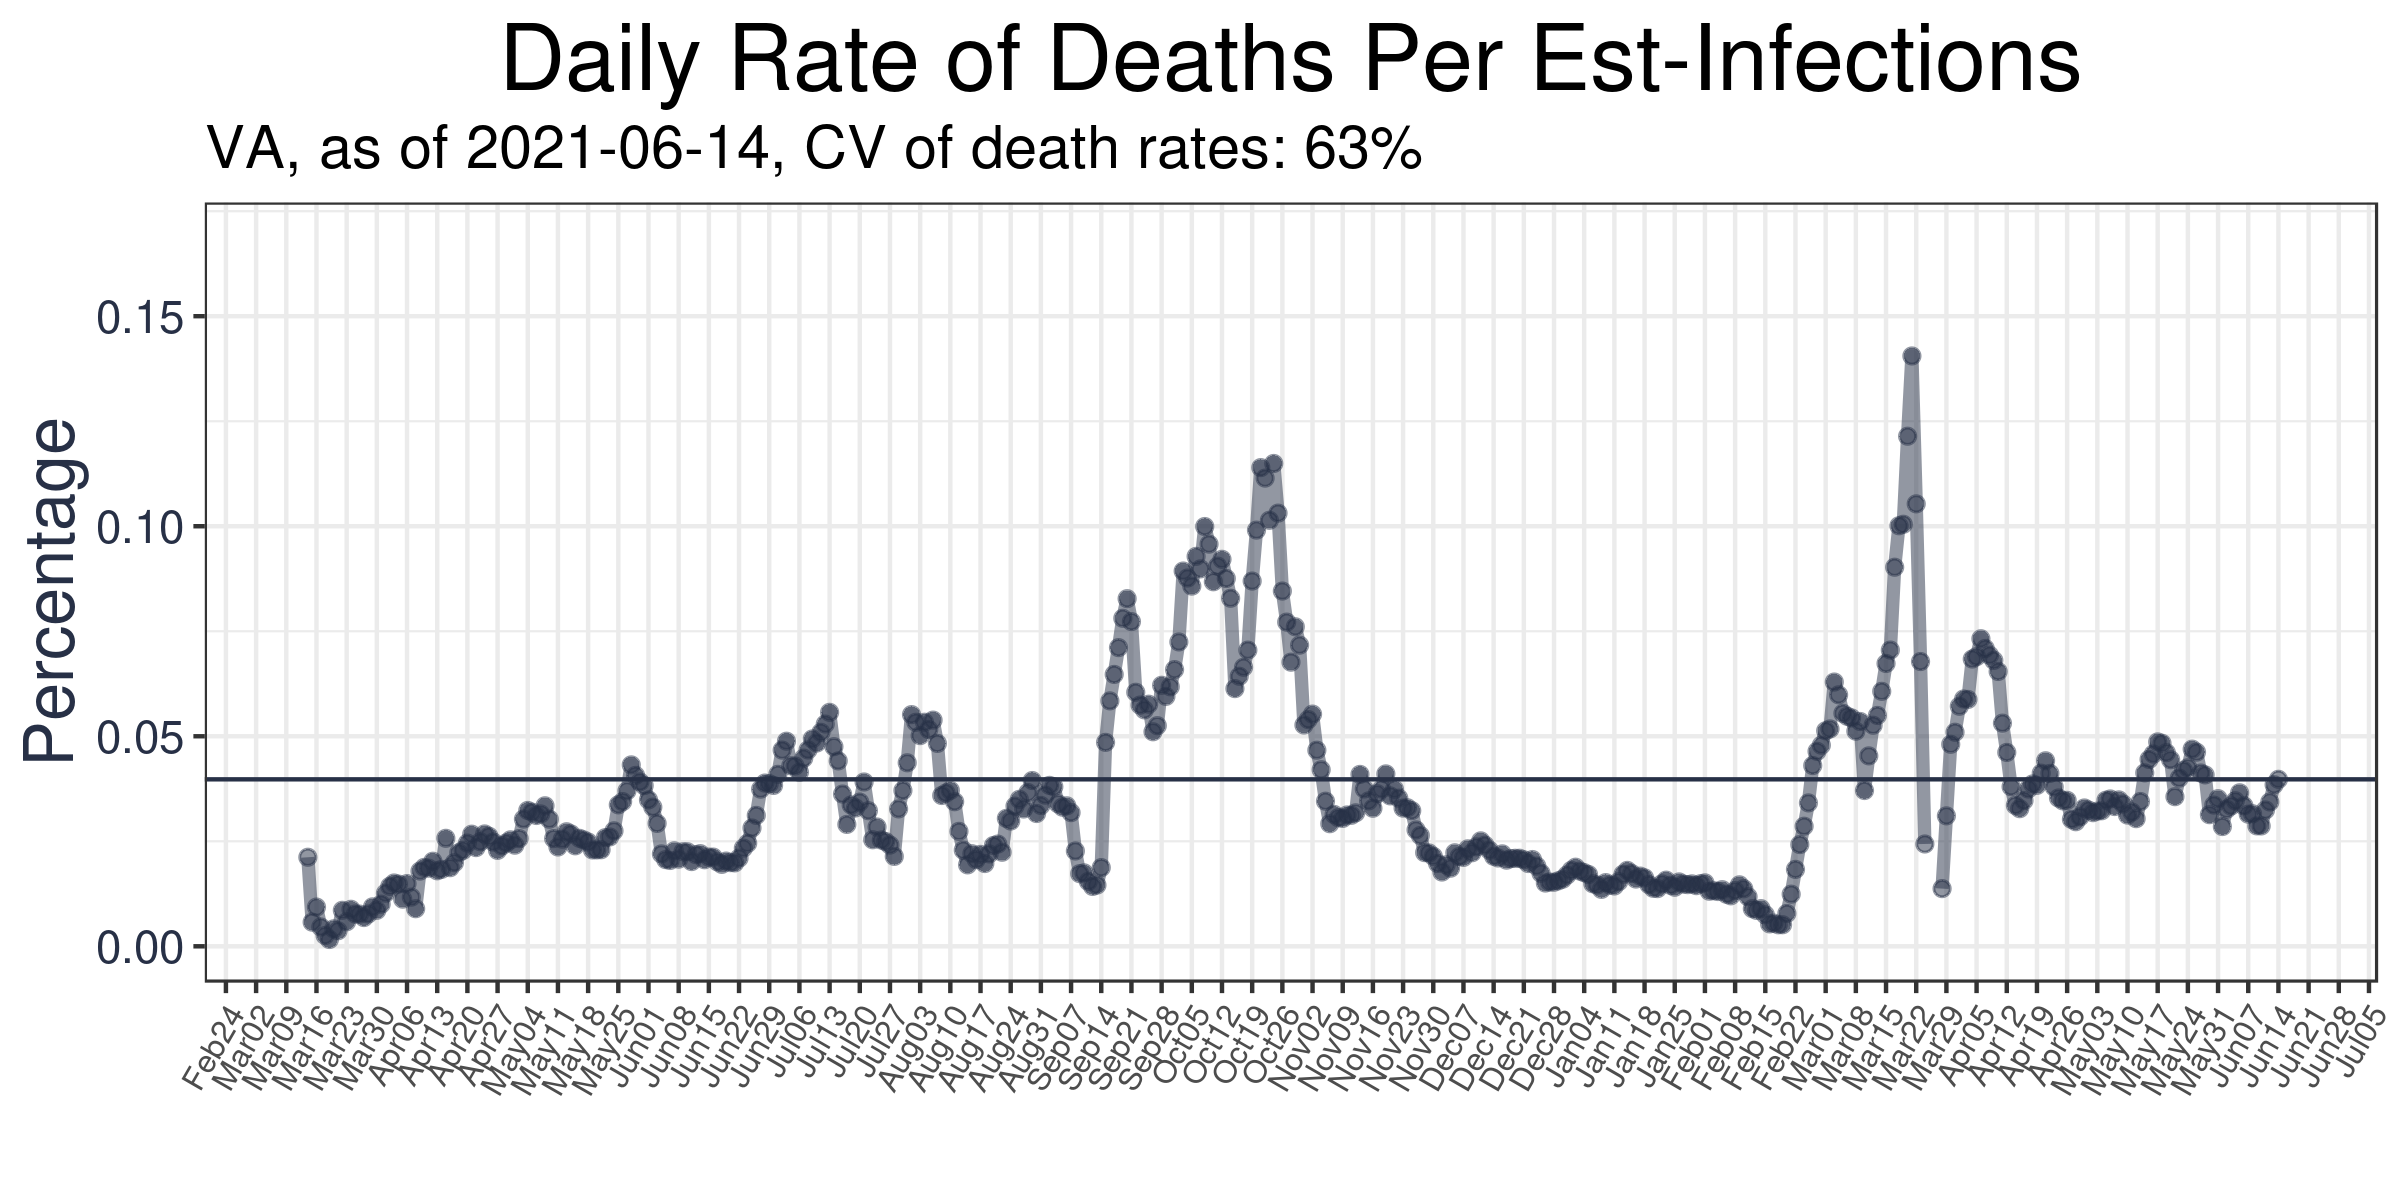 Daily Rate of Deaths Per Est-Infections
VA, as of 2021-06-14, CV of death rates: 63%
Percentage
0.15
0.10
0.05
0.00
Feb24
Mar02
Mar09
Mar16
Mar23
Mar30
Apr06
Apr13
Apr20
Apr27
May04
May11
May18
May25
Jun01
Jun08
Jun15
Jun22
Jun29
Jul06
Jul13
Jul20
Jul27
Aug03
Aug10
Aug17
Aug24
Aug31
Sep07
Sep14
Sep21
Sep28
Oct05
Oct12
Oct19
Oct26
Nov02
Nov09
Nov16
Nov23
Nov30
Dec07
Dec14
Dec21
Dec28
Jan04
Jan11
Jan18
Jan25
Feb01
Feb08
Feb15
Feb22
Mar01
Mar08
Mar15
Mar22
Mar29
Apr05
Apr12
Apr19
Apr26
May03
May10
May17
May24
May31
Jun07
Jun14
Jun21
Jun28
Jul05